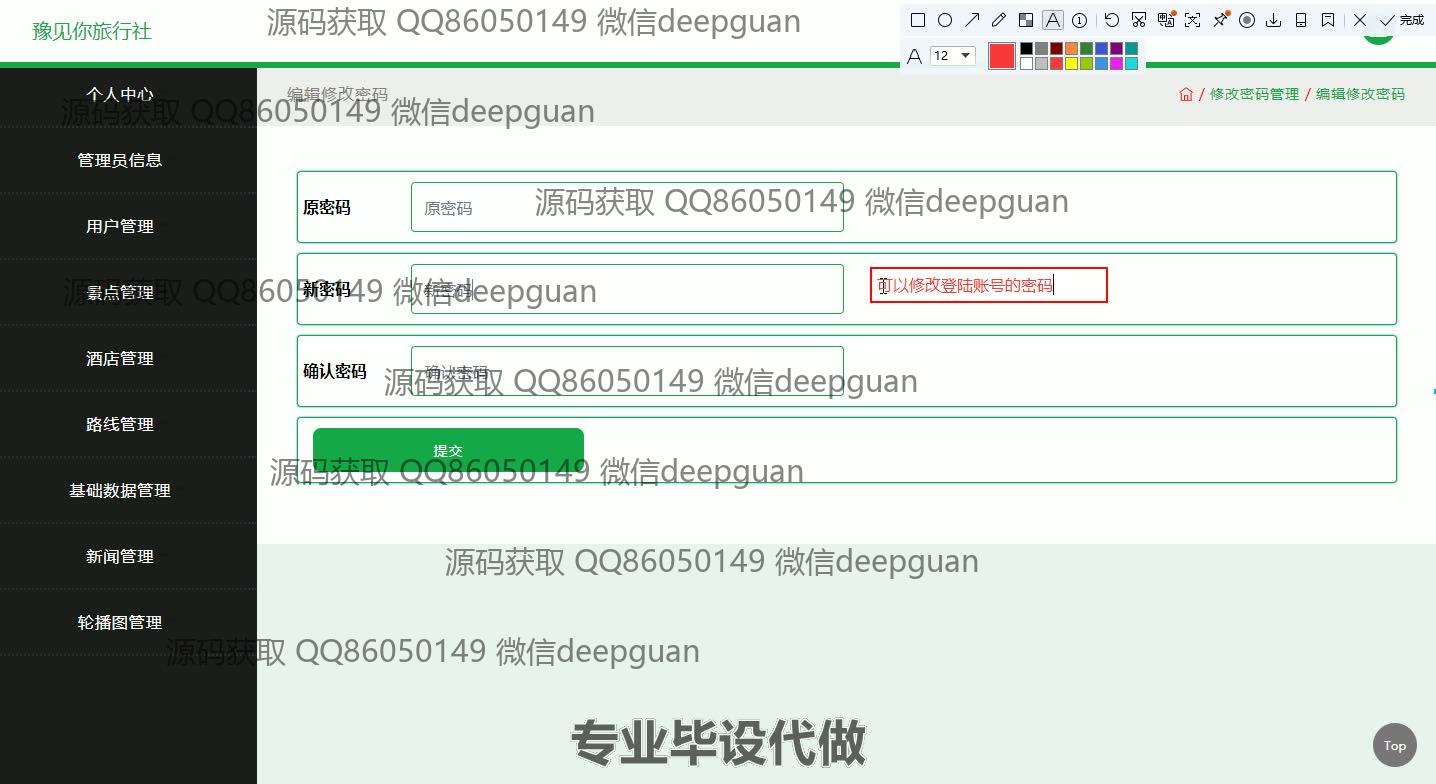 豫见你旅行社
源码获取 QQ86050149 微信deepguan
完成
12
个人中心
编辑修改密码
/ 修改密码管理 / 编辑修改密码
源码获取 QQ86050149 微信deepguan
管理员信息
原密码
原密码
源码获取 QQ86050149 微信deepguan
用户管理
新密码
新密码
可以修改登陆账号的密码
景点管理
源码获取 QQ86050149 微信deepguan
酒店管理
确认密码
确认密码
源码获取 QQ86050149 微信deepguan
路线管理
提交
源码获取 QQ86050149 微信deepguan
基础数据管理
新闻管理
源码获取 QQ86050149 微信deepguan
轮播图管理
源码获取 QQ86050149 微信deepguan
专业毕设代做
Top